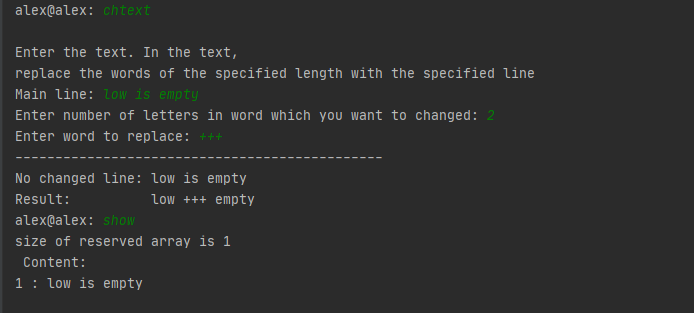 alex@alex: chtext
Enter the text. In the text,
replace the words of the specified length with the specified line
Main line: low is empty
Enter number of letters in word which you want to changed: 2
Enter word to replace: +++
----------------------------------------------
No changed line: low is empty
Result:          low +++ empty
alex@alex: show
size of reserved array is 1
 Content:
1 : low is empty